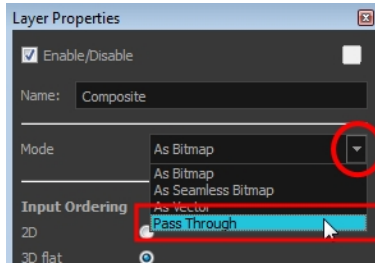 Layer Properties
Enable/Disable
Name: Composite
Mode As Bitmap
As Bitmap
As Seamless Bitmap
As Vector
Input Ordering Pass Through
2D
3D flat